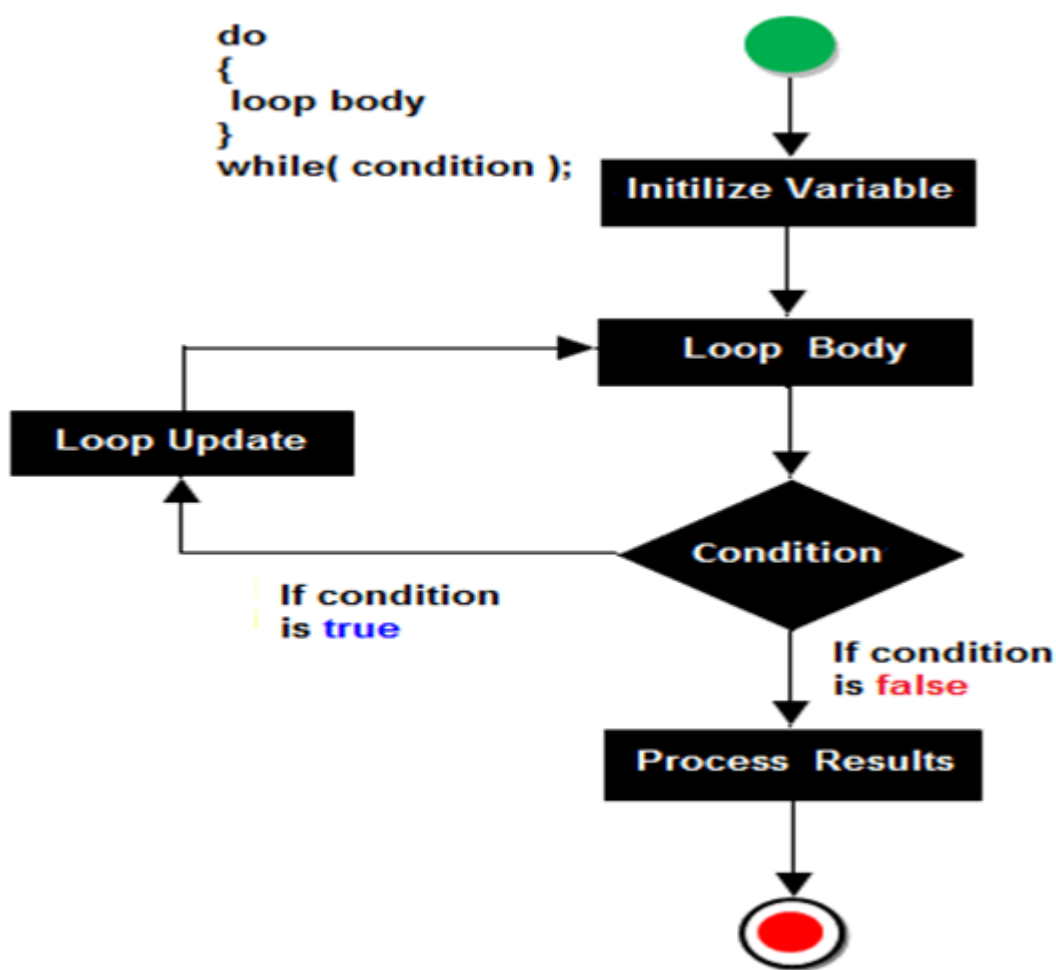 do
{
loop body
}
while( condition );
Initilize Variable
Loop Body
Loop Update
Condition
If condition
is true
If condition
is false
Process Results